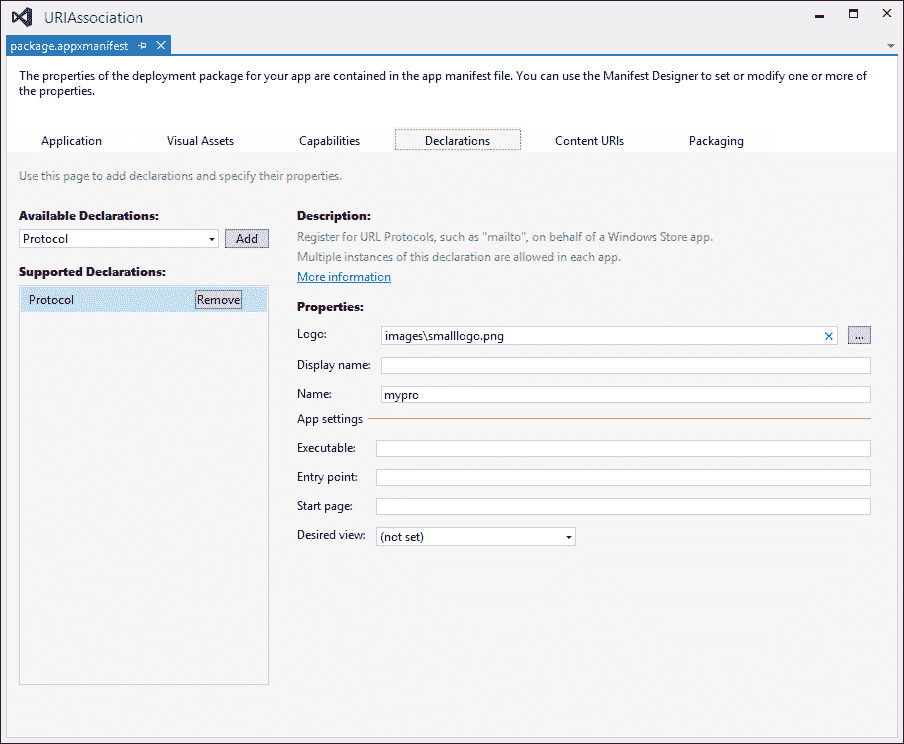 URIAssociation
package.appxmanifest
The properties of the deployment package for your app are contained in the app manifest file. You can use the Manifest Designer to set or modify one or more of
the properties.
Application Visual Assets Capabilities Declarations Content URIs Packaging
Use this page to add declarations and specify their properties.
Available Declarations:
Protocol Add
Supported Declarations:
Protocol Remove
Description:
Register for URL Protocols, such as "mailto", on behalf of a Windows Store app.
Multiple instances of this declaration are allowed in each app.
More information
Properties:
Logo: images\smalllogo.png ...
Display name:
Name: mypro
App settings
Executable:
Entry point:
Start page:
Desired view: (not set)